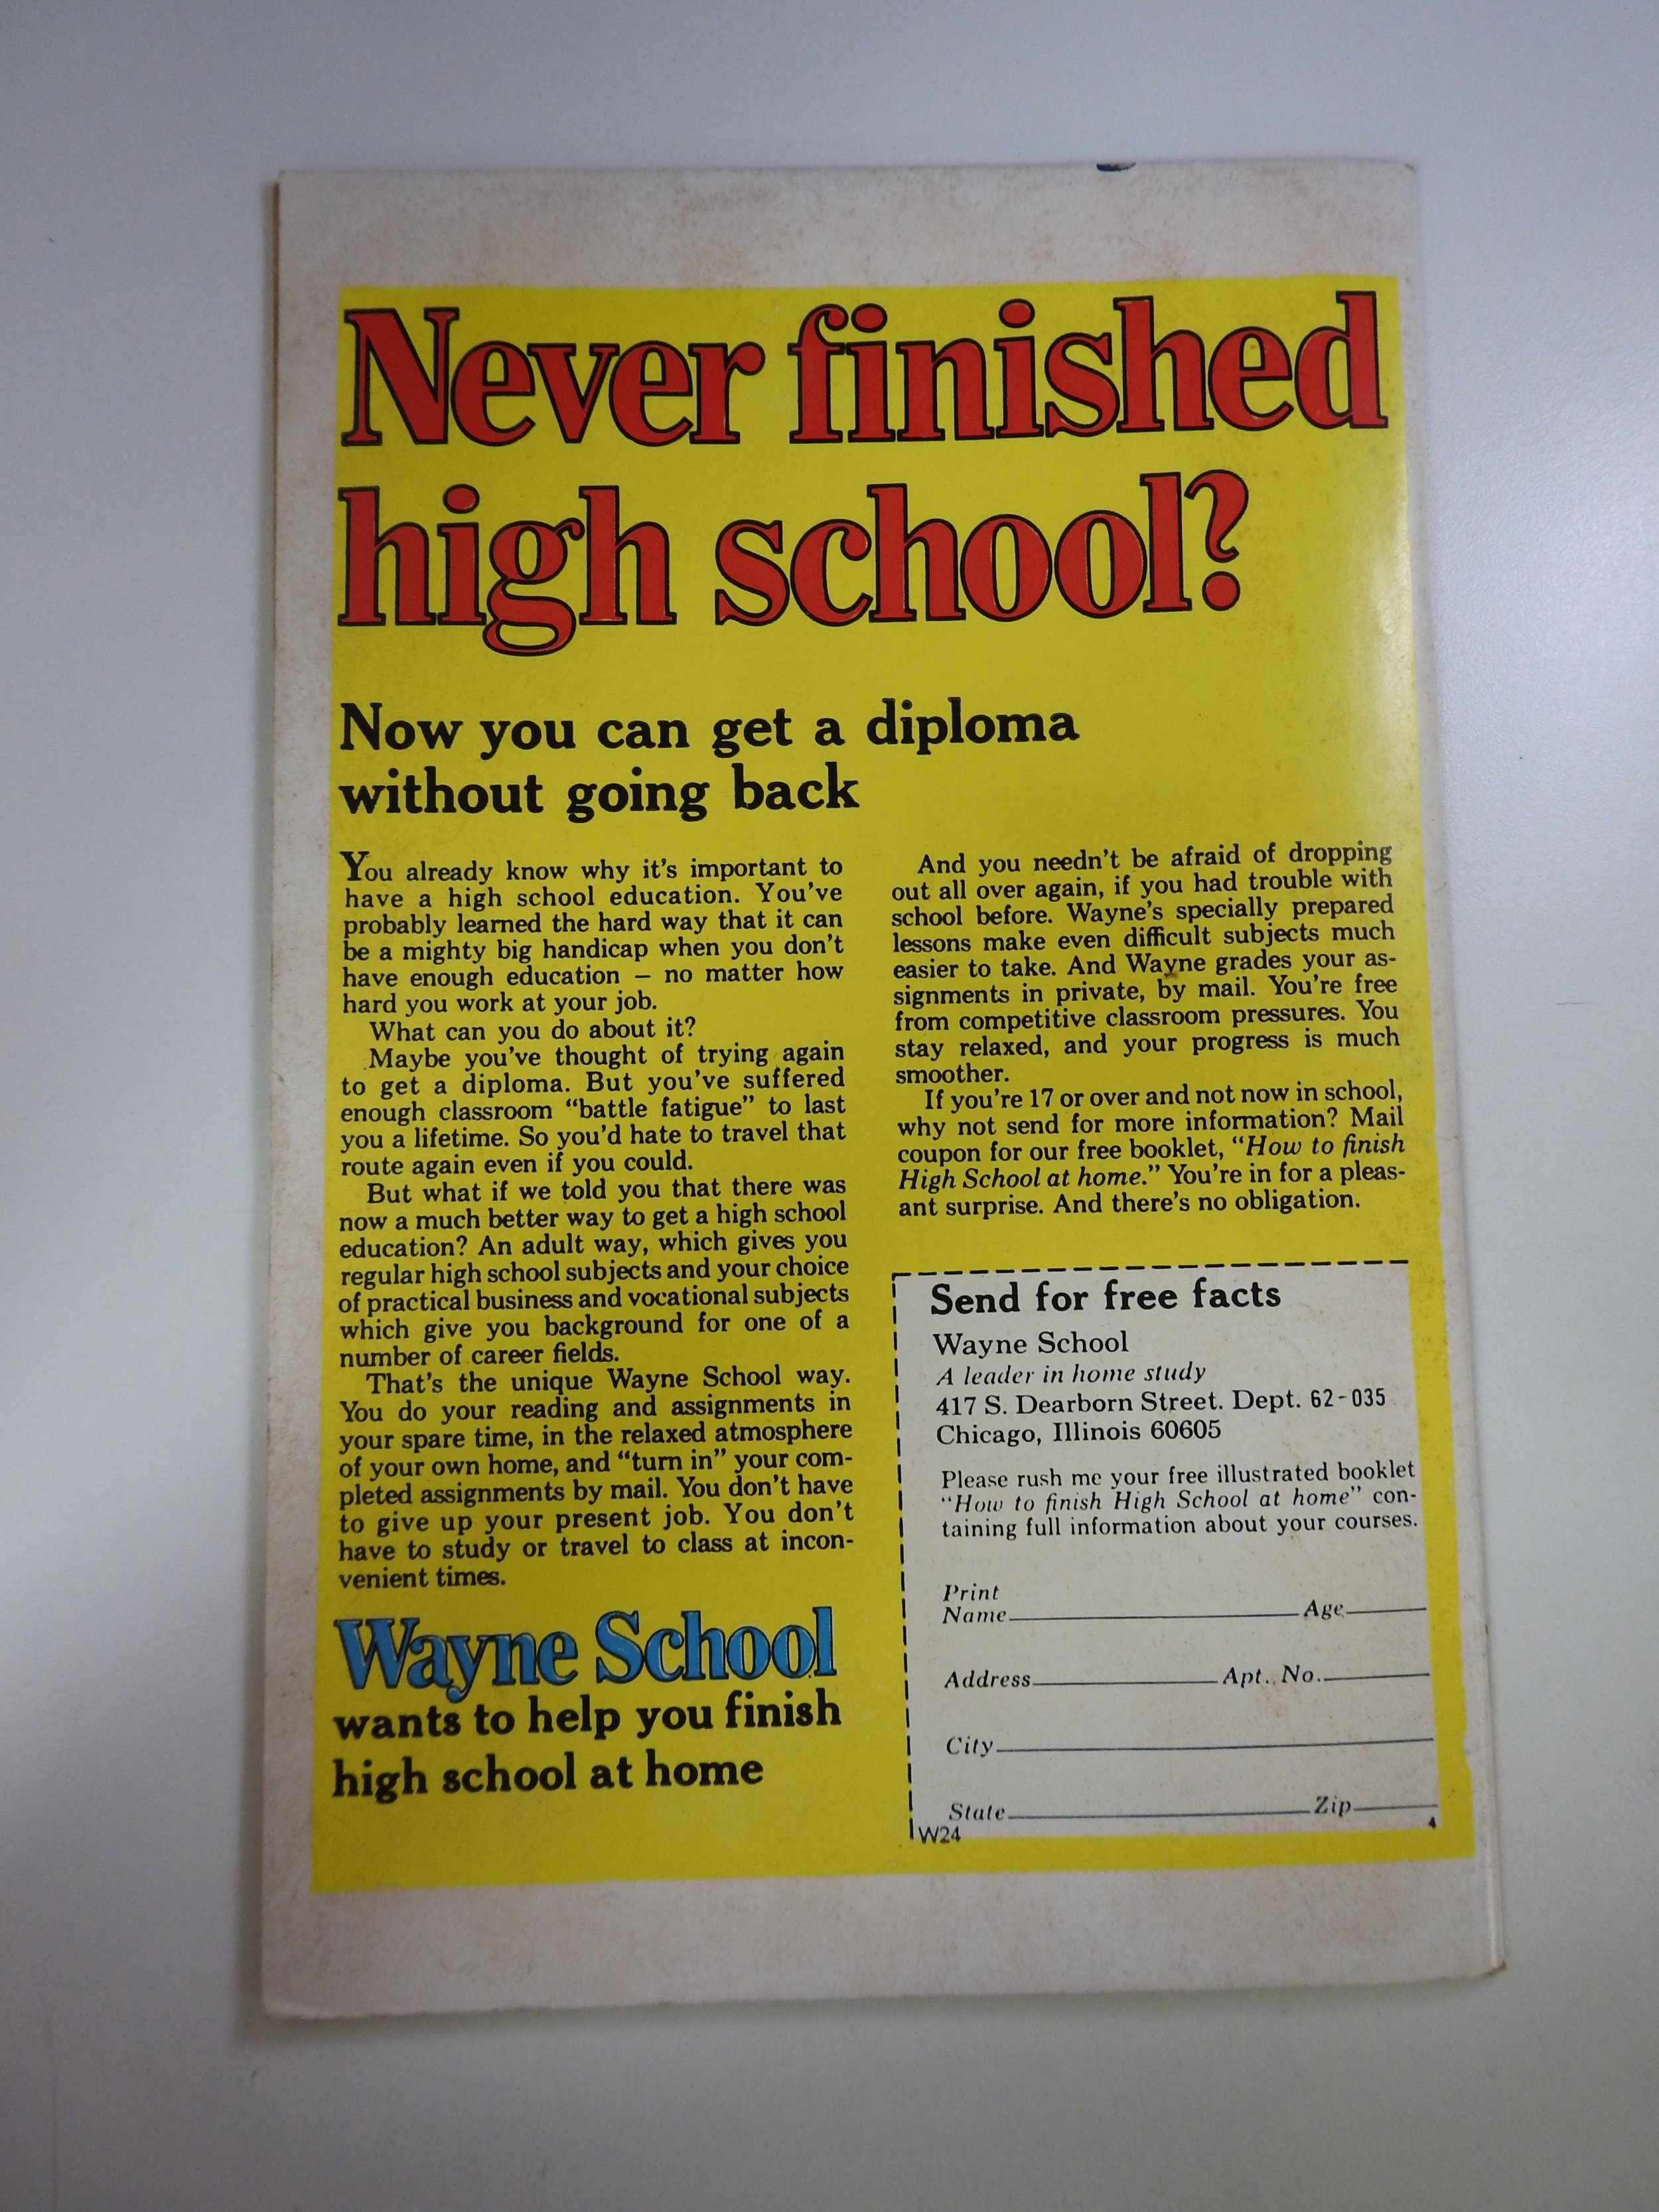 Never finished
high school?
Now you can get a diploma
without going back
You already know why it's important to
have a high school education. You've
probably learned the hard way that it can
be a mighty big handicap when you don't
have enough education – no matter how
hard you work at your job.
What can you do about it?
Maybe you've thought of trying again
to get a diploma. But you've suffered
enough classroom “battle fatigue” to last
you a lifetime. So you'd hate to travel that
route again even if you could.
But what if we told you that there was
now a much better way to get a high school
education? An adult way, which gives you
regular high school subjects and your choice
of practical business and vocational subjects
which give you background for one of a
number of career fields.
That's the unique Wayne School way.
You do your reading and assignments in
your spare time, in the relaxed atmosphere
of your own home, and “turn in” your com-
pleted assignments by mail. You don't have
to give up your present job. You don't
have to study or travel to class at incon-
venient times.
Wayne School
wants to help you finish
high school at home
And you needn't be afraid of dropping
out all over again, if you had trouble with
school before. Wayne's specially prepared
lessons make even difficult subjects much
easier to take. And Wayne grades your as-
signments in private, by mail. You're free
from competitive classroom pressures. You
stay relaxed, and your progress is much
smoother.
If you're 17 or over and not now in school,
why not send for more information? Mail
coupon for our free booklet, “How to finish
High School at home.” You're in for a pleas-
ant surprise. And there's no obligation.
Send for free facts
Wayne School
A leader in home study
417 S. Dearborn Street. Dept. 62-035
Chicago, Illinois 60605
Please rush me your free illustrated booklet
“How to finish High School at home” con-
taining full information about your courses.
Print
Name Age
Address Apt. No.
City
State Zip
W24 4